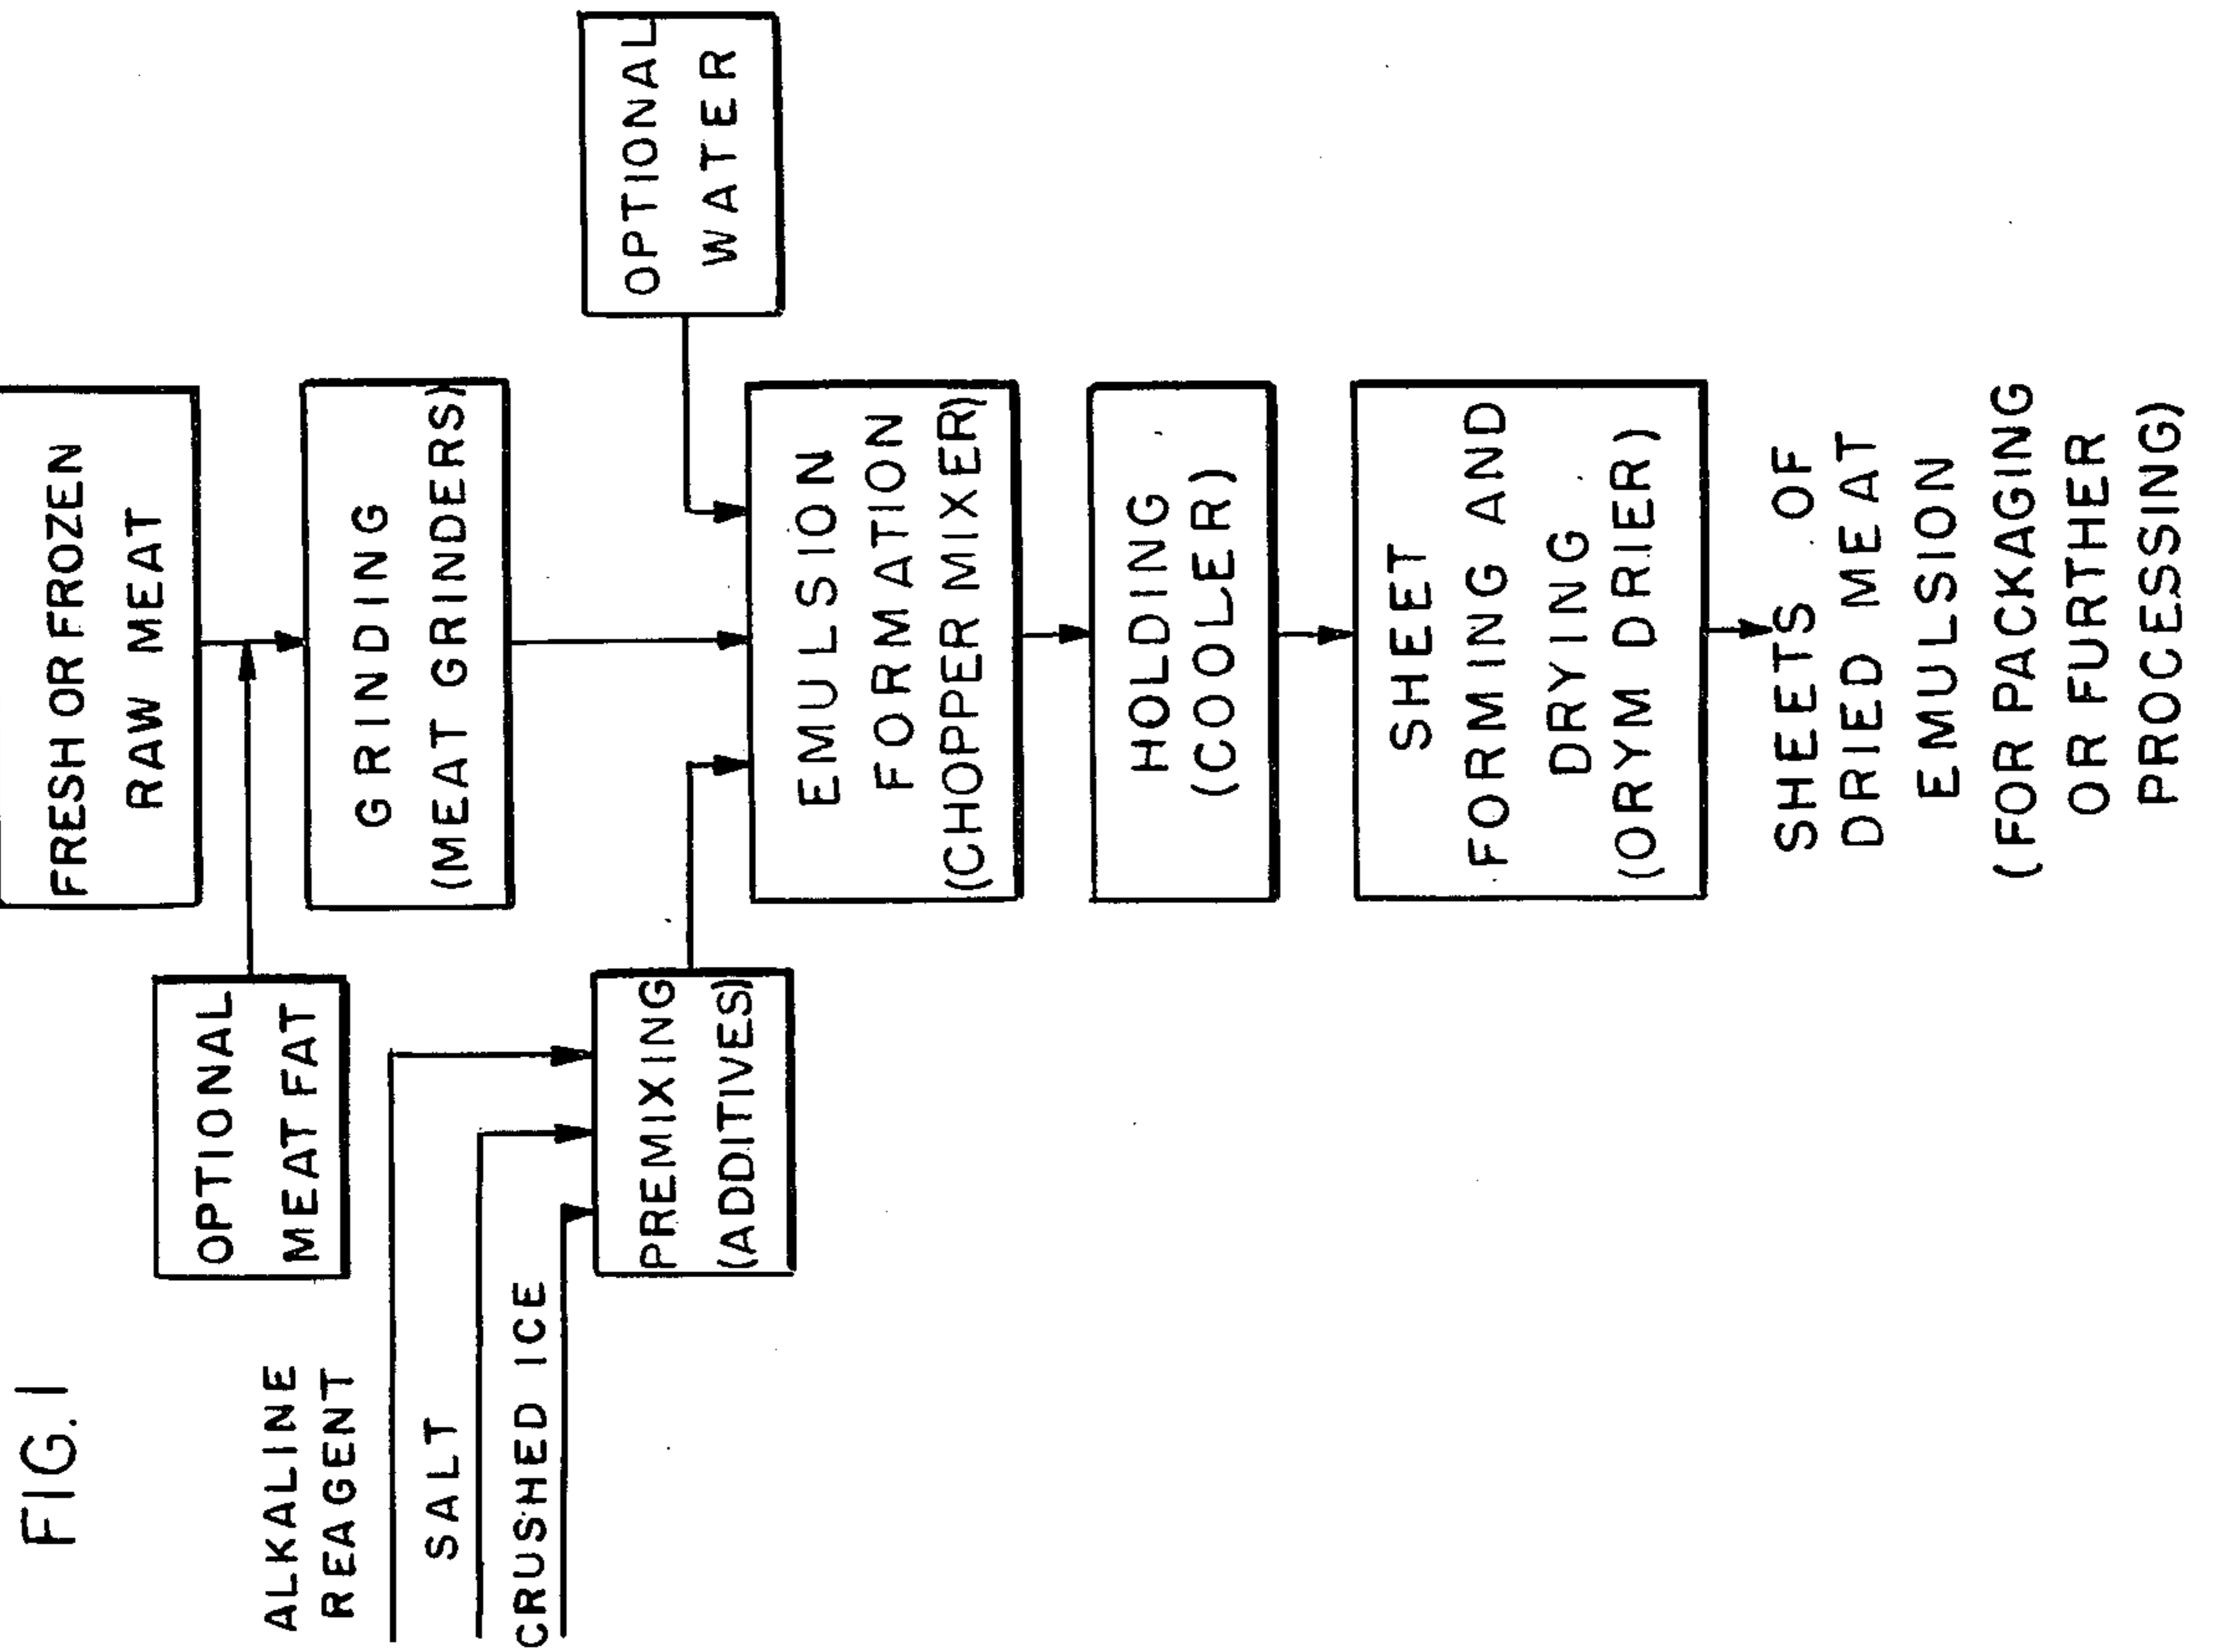 FIG.1
FRESH OR FROZEN
RAW MEAT
OPTIONAL
MEAT FAT
ALKALINE
REAGENT
SALT
CRUSHED ICE
GRINDING
(MEAT GRINDERS)
PREMIXING
(ADDITIVES)
OPTIONAL
WATER
EMULSION
FORMATION
(CHOPPER MIXER)
HOLDING
(COOLER)
SHEET
FORMING AND
DRYING
(ORYM DRIER)
SHEETS OF
DRIED MEAT
EMULSION
(FOR PACKAGING
OR FURTHER
PROCESSING)